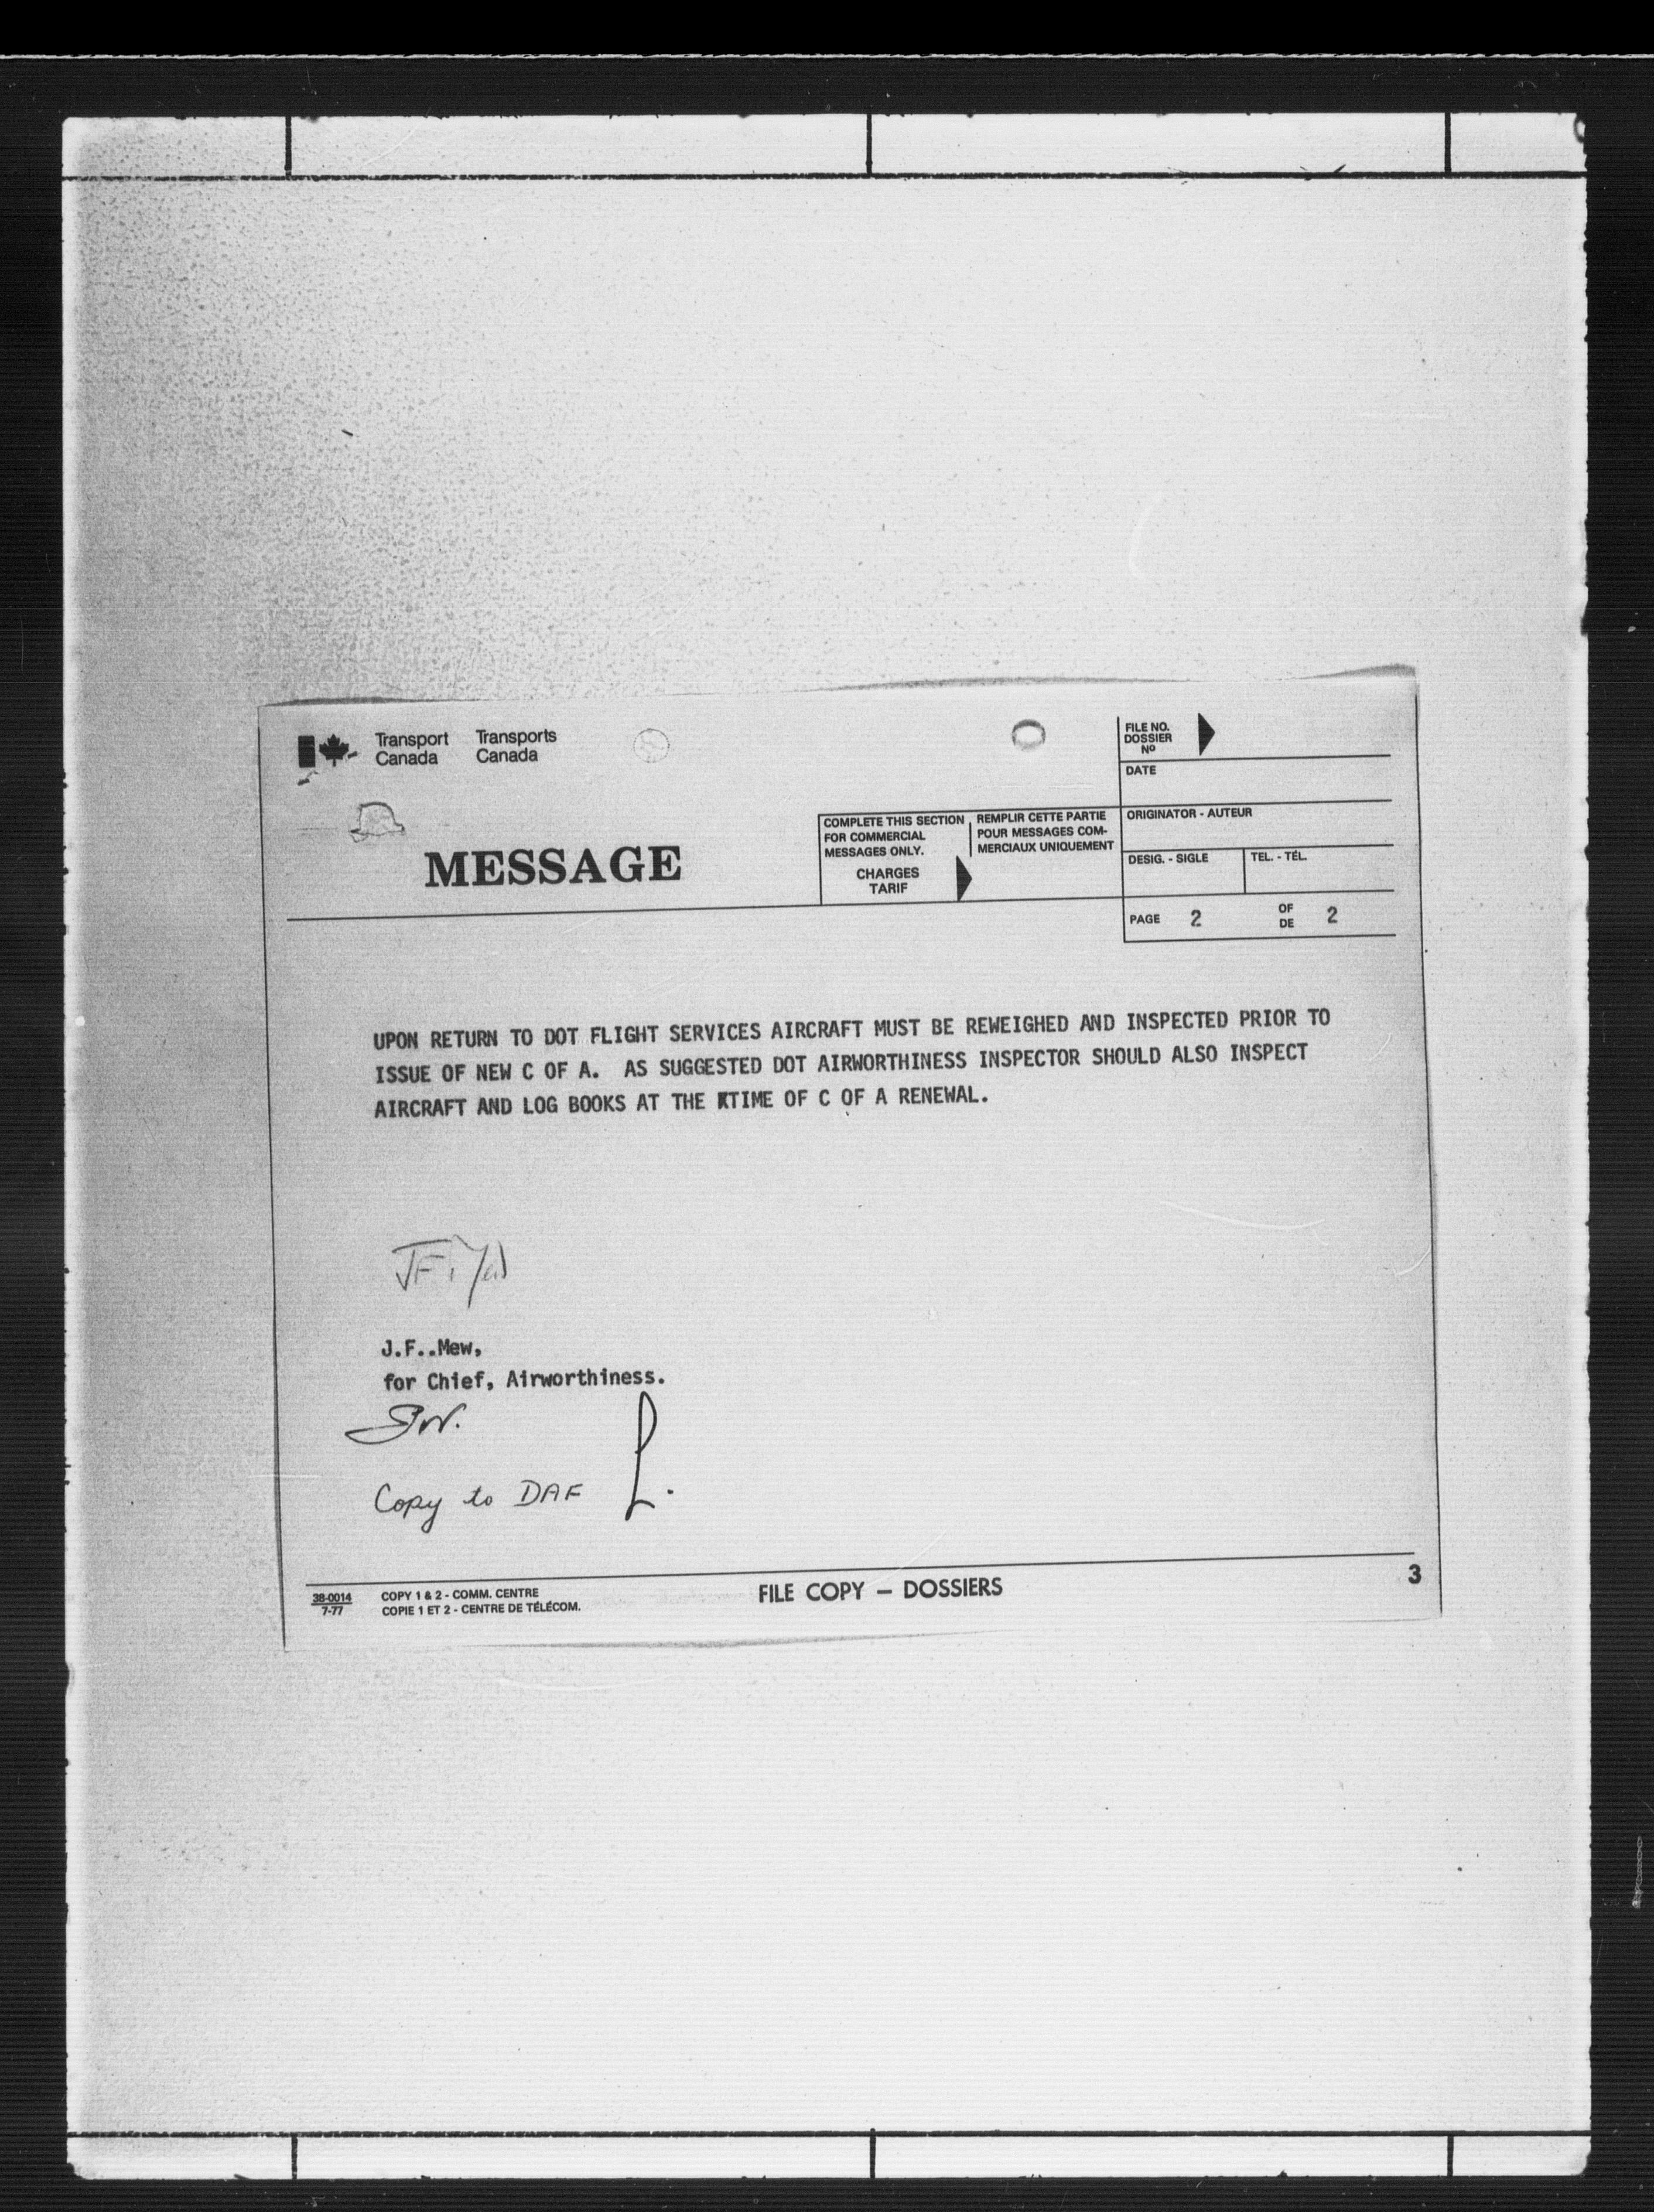 Transport Canada
Transports Canada
FILE NO.
DOSSIER
Nº
DATE
COMPLETE THIS SECTION
FOR COMMERCIAL
MESSAGES ONLY.
REMPLIR CETTE PARTIE
POUR MESSAGES COM-
MERCIAUX UNIQUEMENT
CHARGES
TARIF
ORIGINATOR - AUTEUR
DESIG. - SIGLE
TEL. - TÉL.
MESSAGE
PAGE 2 OF DE 2
UPON RETURN TO DOT FLIGHT SERVICES AIRCRAFT MUST BE REWEIGHED AND INSPECTED PRIOR TO
ISSUE OF NEW C OF A. AS SUGGESTED DOT AIRWORTHINESS INSPECTOR SHOULD ALSO INSPECT
AIRCRAFT AND LOG BOOKS AT THE TIME OF C OF A RENEWAL.
J.F..Mew,
for Chief, Airworthiness.
Copy to DAF
L.
38-0014
7-77
COPY 1 & 2 - COMM. CENTRE
COPIE 1 ET 2 - CENTRE DE TÉLÉCOM.
FILE COPY — DOSSIERS
3